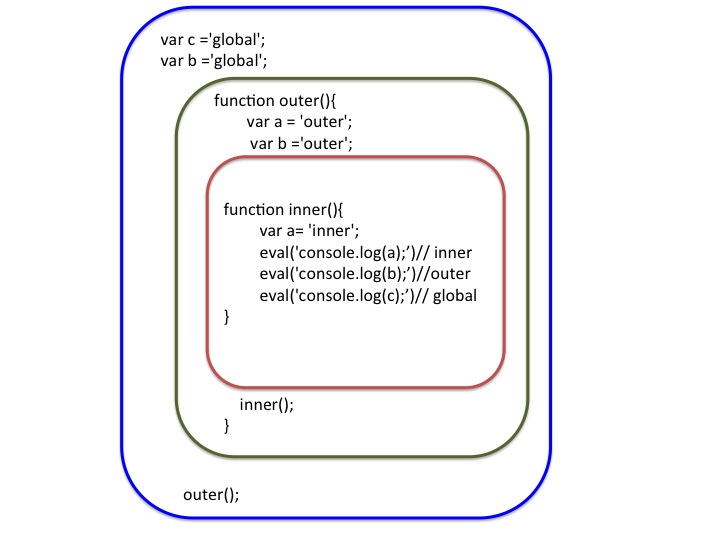 var c ='global';
var b ='global';
function outer(){
var a = 'outer';
var b ='outer';
function inner(){
var a= 'inner';
eval('console.log(a);’)// inner
eval('console.log(b);’)//outer
eval('console.log(c);’)// global
}
inner();
}
outer();